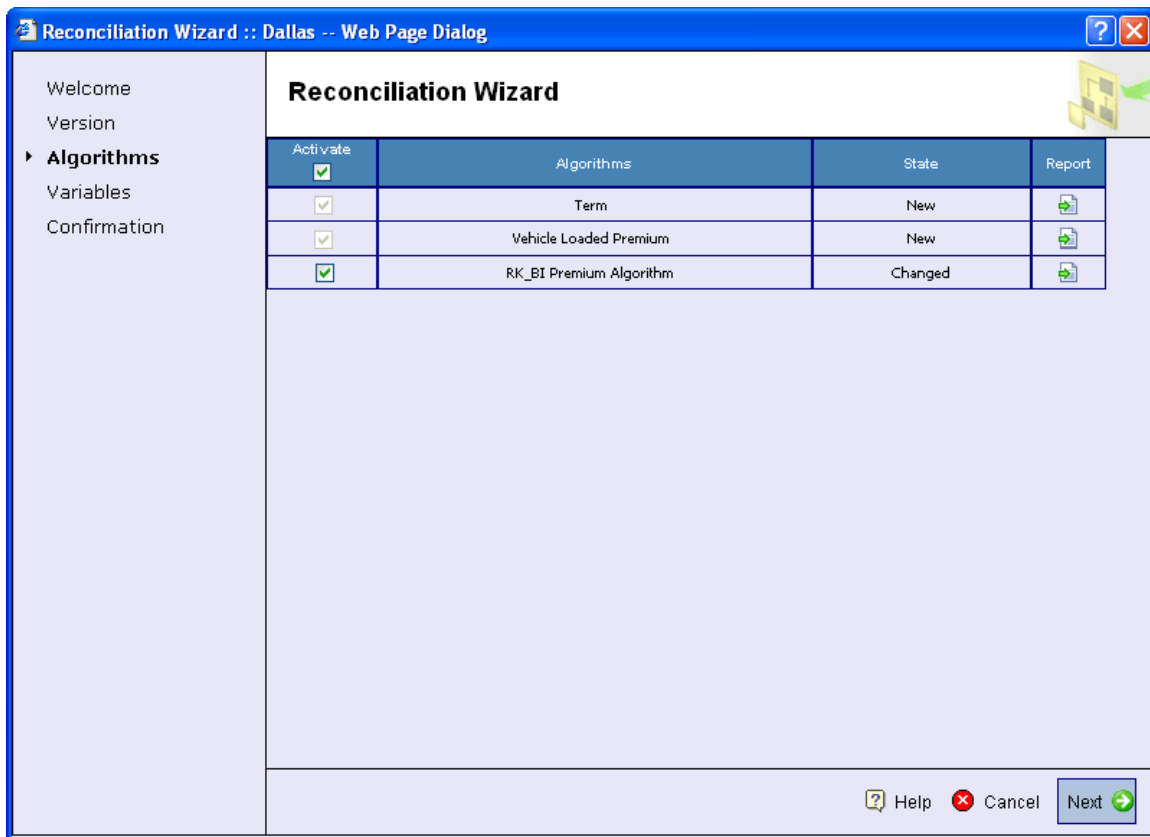 Reconciliation Wizard :: Dallas -- Web Page Dialog
Welcome
Version
Algorithms
Variables
Confirmation
Reconciliation Wizard
Activate Algorithms State Report
Term New
Vehicle Loaded Premium New
RK_BI Premium Algorithm Changed
Help Cancel Next